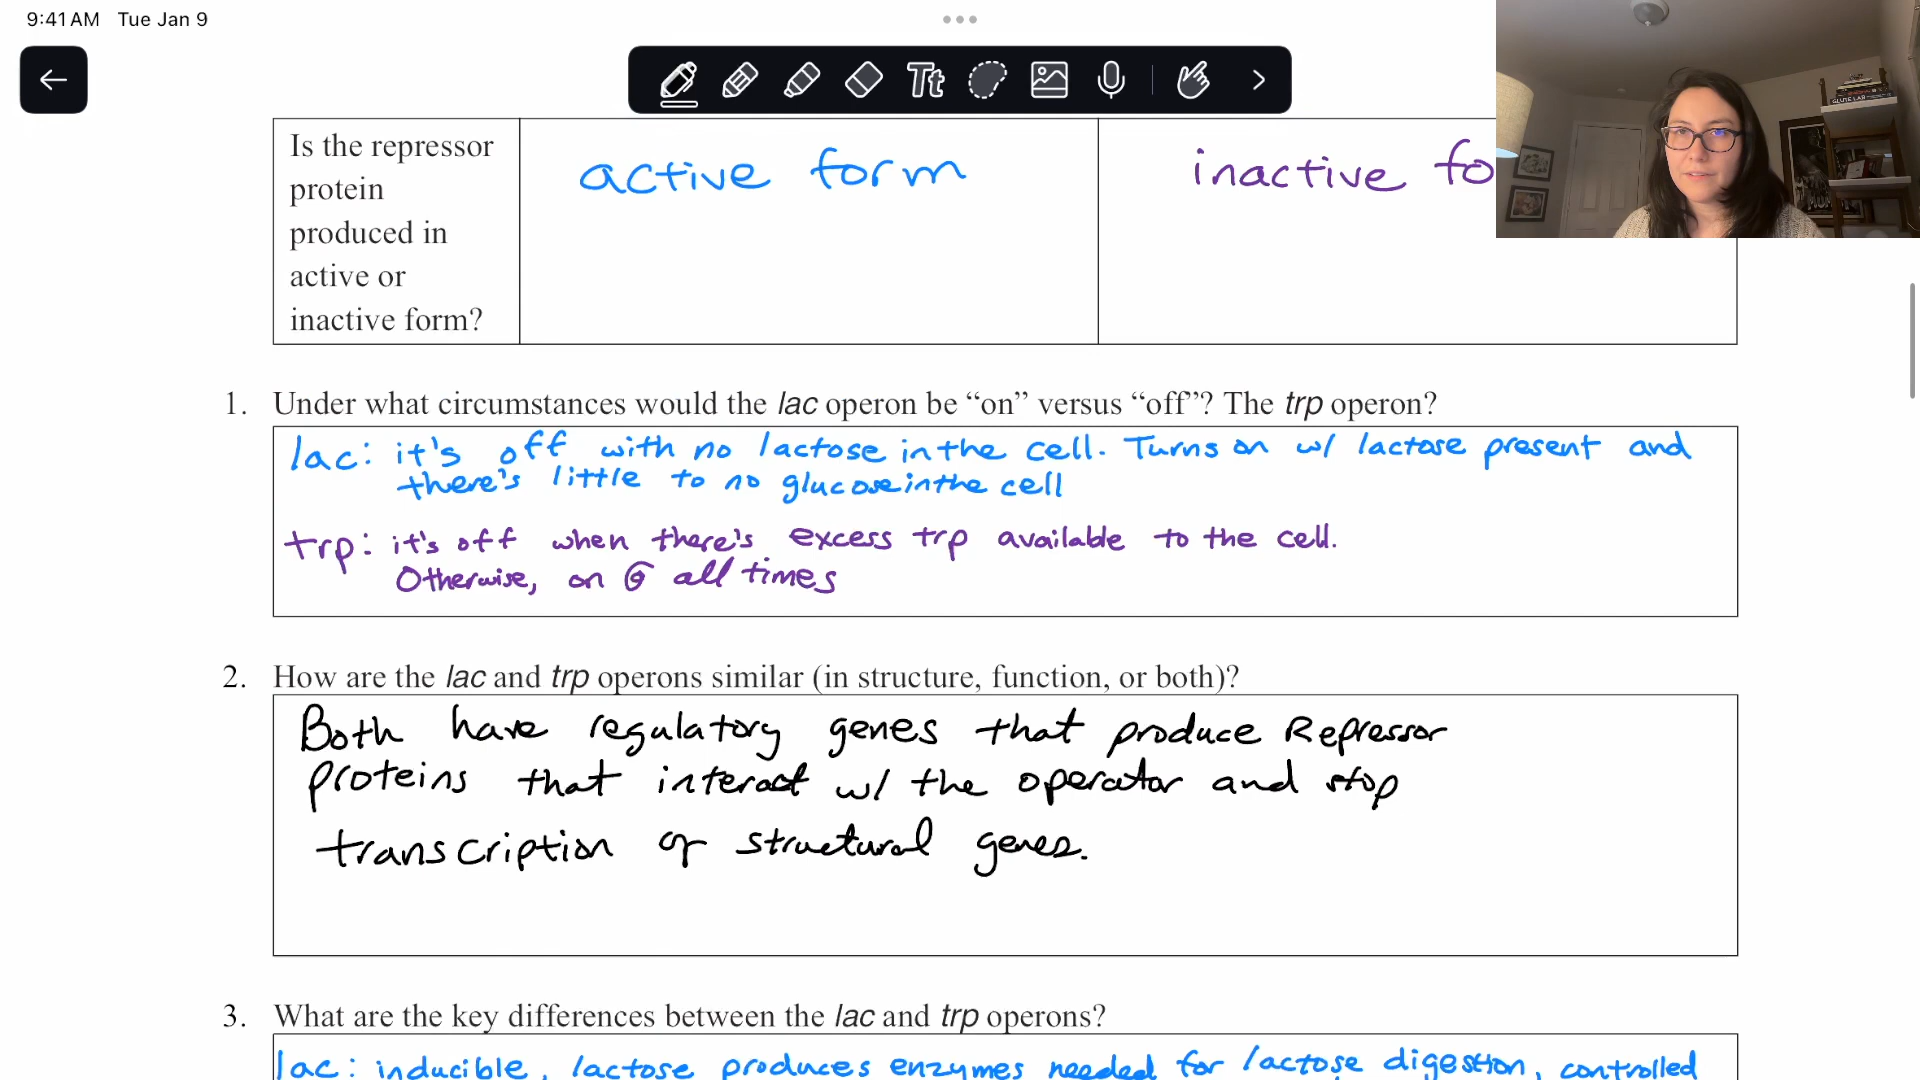 9:41 AM Tue Jan 9
Tt
Is the repressor
protein
produced in
active or
inactive form?
active form
inactive fo
GLUTE LAB
1. Under what circumstances would the lac operon be “on” versus “off”? The trp operon?
lac: it's off with no lactose in the cell. Turns on w/ lactose present and
there's little to no glucose in the cell
trp: it's off when there's excess trp available to the cell.
Otherwise, on @ all times
2. How are the lac and trp operons similar (in structure, function, or both)?
Both have regulatory genes that produce Repressor
proteins that interact w/ the operator and stop
transcription of structural genes.
3. What are the key differences between the lac and trp operons?
lac: inducible, lactose produces enzymes needed for lactose digestion, controlled